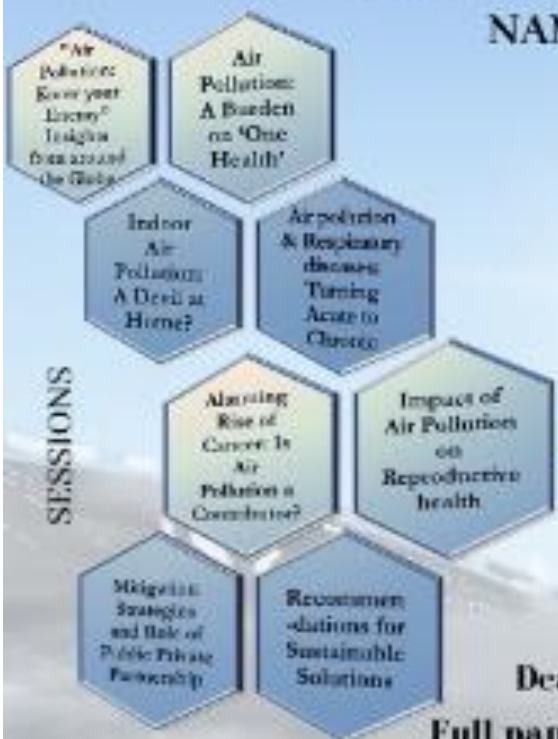 NAM
"Air
Pollution:
Know your
Enemy"
Insights
from around
the Globe
Air
Pollution:
A Burden
on 'One
Health'
Indoor
Air
Pollution:
A Devil at
Home?
Air polution
& Respiratory
diseases:
Turning
Acute to
Chronic
SESSIONS
Alarming
Rise of
Cancer: Is
Air
Pollution a
Contributor?
Impact of
Air Pollution
on
Reproductive
health
Mitigation
Strategies
and Role of
Public Private
Partnership
Recommen
-dations for
Sustainable
Solutions
Dea
Full pap